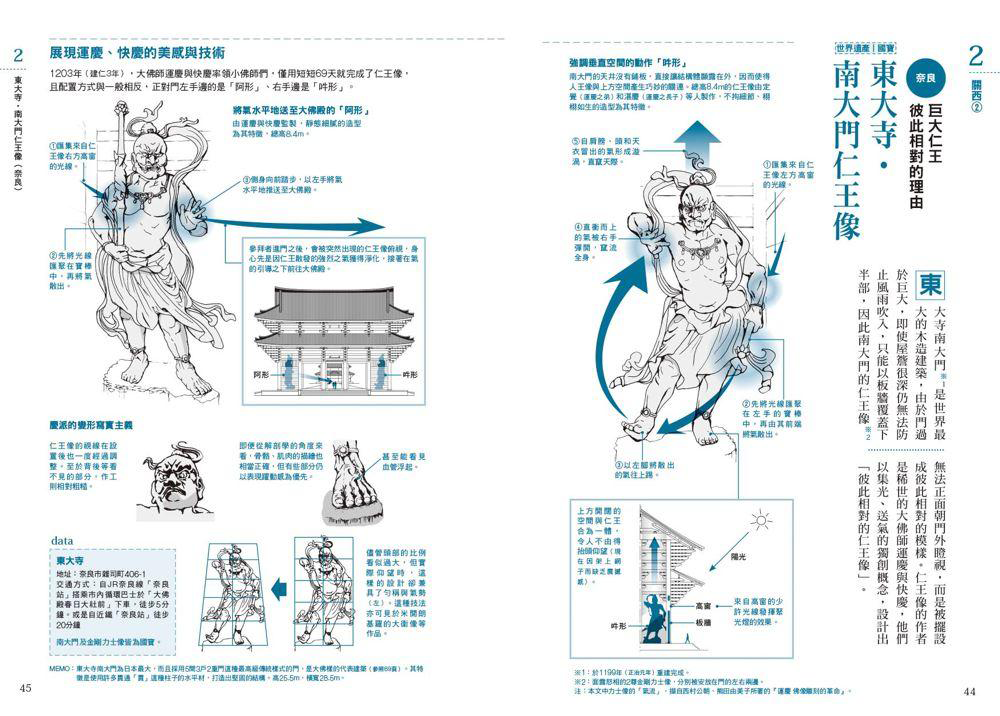 2
關西②
奈良
巨大仁王
彼此相對的理由
世界遺產|國寶
東大寺・
南大門仁王像
東大寺南大門※1是世界最
大的木造建築,由於門過
於巨大,即使屋簷很深仍無法防
止風雨吹入,只能以板牆覆蓋下
半部,因此南大門的仁王像※2
無法正面朝門外瞪視,而是被擺設
成彼此相對的模樣。仁王像的作者
是稀世的大佛師運慶與快慶,他們
以集光、送氣的獨創概念,設計出
「彼此相對的仁王像」。
強調垂直空間的動作「吽形」
南大門的天井沒有鋪板,直接讓結構體顯露在外,因而使得
人王像與上方空間產生巧妙的關連。總高8.4m的仁王像由定
覺(運慶之弟)和湛慶(運慶之長子)等人製作,不拘細節、栩
栩如生的造型為其特徵。
⑤自肩膀、頭和天
衣冒出的氣形成漩
渦,直竄天際。
①匯集來自仁
王像左方高窗
的光線。
④直衝而上
的氣被右手
彈開,竄流
全身。
②先將光線匯聚
在左手的寶棒
中,再由其前端
將氣散出。
③以左腳將散出
的氣往上踢。
上方開闊的
空間與仁王
合為一體,
令人不由得
抬頭仰望(現
在因架上網
子而缺乏震撼
感)。
陽光
高窗
板牆
吽形
來自高窗的少
許光線發揮聚
光燈的效果。
※1:於1199年(正治元年)重建完成。
※2:面露怒相的2尊金剛力士像,分別被安放在門的左右兩邊。
注:本文中力士像的「氣流」,擷自西村公朝、熊田由美子所著的『運慶 佛像雕刻的革命』。
44
2
東大寺・南大門仁王像(奈良)
展現運慶、快慶的美感與技術
1203年(建仁3年),大佛師運慶與快慶率領小佛師們,僅用短短69天就完成了仁王像,
且配置方式與一般相反,正對門左手邊的是「阿形」、右手邊是「吽形」。
將氣水平地送至大佛殿的「阿形」
由運慶與快慶監製,靜態細膩的造型
為其特徵,總高8.4m。
①匯集來自仁
王像右方高窗
的光線。
③側身向前踏步,以左手將氣
水平地推送至大佛殿。
②先將光線
匯聚在寶棒
中,再將氣
散出。
參拜者進門之後,會被突然出現的仁王像俯視,身
心先是因仁王散發的強烈之氣獲得淨化,接著在氣
的引導之下前往大佛殿。
阿形
吽形
慶派的變形寫實主義
仁王像的視線在設
置後也一度經過調
整。至於背後等看
不見的部分,作工
則相對粗糙。
即便從解剖學的角度來
看,骨骼、肌肉的描繪也
相當正確,但有些部分仍
以表現躍動感為優先。
甚至能看見
血管浮起。
data
東大寺
地址:奈良市雜司町406-1
交通方式:自JR奈良線「奈良
站」搭乘市內循環巴士於「大佛
殿春日大社前」下車,徒步5分
鐘。或是自近鐵「奈良站」徒步
20分鐘
南大門及金剛力士像皆為國寶。
儘管頭部的比例
看似過大,但實
際仰望時,這
樣的設計卻兼
具了勻稱與氣勢
(左)。這種技法
亦可見於米開朗
基羅的大衛像等
作品。
MEMO:東大寺南大門為日本最大,而且採用5間3戶2重門這種最高級傳統樣式的門,是大佛樣的代表建築(參照69頁)。其特
徵是使用許多貫通「貫」這種柱子的水平材,打造出堅固的結構。高25.5m,橫寬28.5m。
45